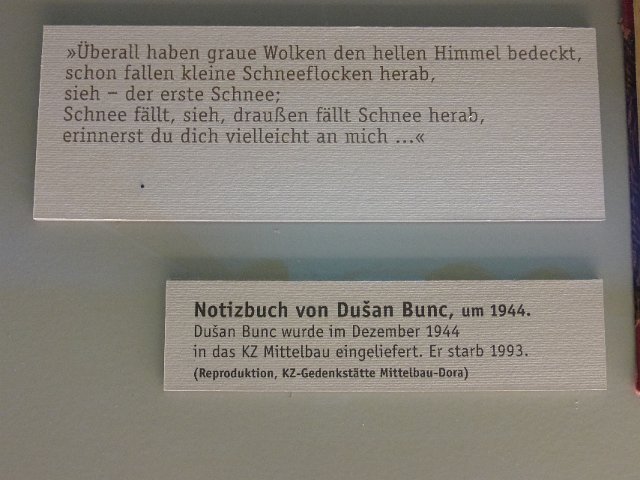 »Überall haben graue Wolken den hellen Himmel bedeckt,
schon fallen kleine Schneeflocken herab,
sieh – der erste Schnee;
Schnee fällt, sieh, draußen fällt Schnee herab,
erinnerst du dich vielleicht an mich ...«
Notizbuch von Dušan Bunc, um 1944.
Dušan Bunc wurde im Dezember 1944
in das KZ Mittelbau eingeliefert. Er starb 1993.
(Reproduktion, KZ-Gedenkstätte Mittelbau-Dora)